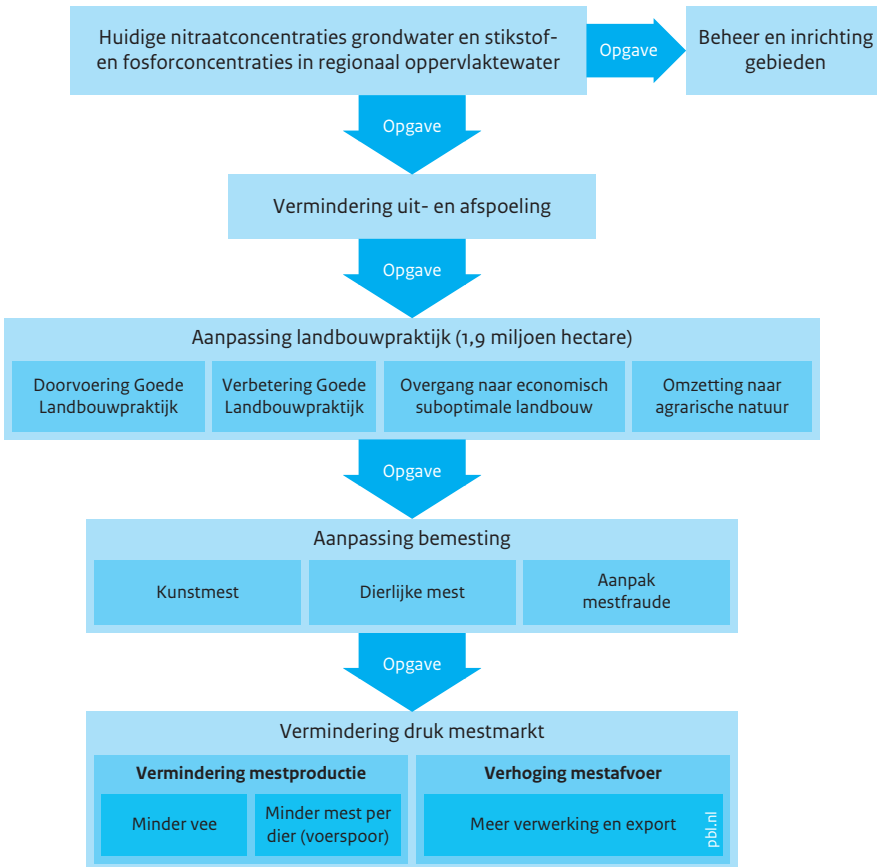 Huidige nitraatconcentraties grondwater en stikstof-
en fosforconcentraties in regionaal oppervlaktewater
Opgave
Beheer en inrichting
gebieden
Opgave
Vermindering uit- en afspoeling
Opgave
Aanpassing landbouwpraktijk (1,9 miljoen hectare)
Doorvoering Goede
Landbouwpraktijk
Verbetering Goede
Landbouwpraktijk
Overgang naar economisch
suboptimale landbouw
Omzetting naar
agrarische natuur
Opgave
Aanpassing bemesting
Kunstmest
Dierlijke mest
Aanpak
mestfraude
Opgave
Vermindering druk mestmarkt
Vermindering mestproductie
Minder vee
Minder mest per
dier (voerspoor)
Verhoging mestafvoer
Meer verwerking en export
pbl.nl